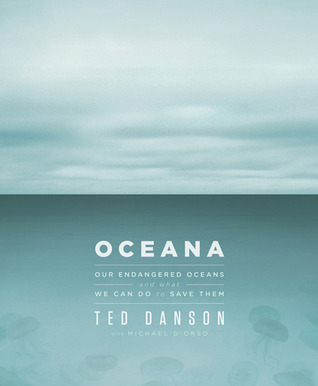 OCEANA
OUR ENDANGERED OCEANS
and what
WE CAN DO to SAVE THEM
TED DANSON
WITH MICHAEL D'ORSO